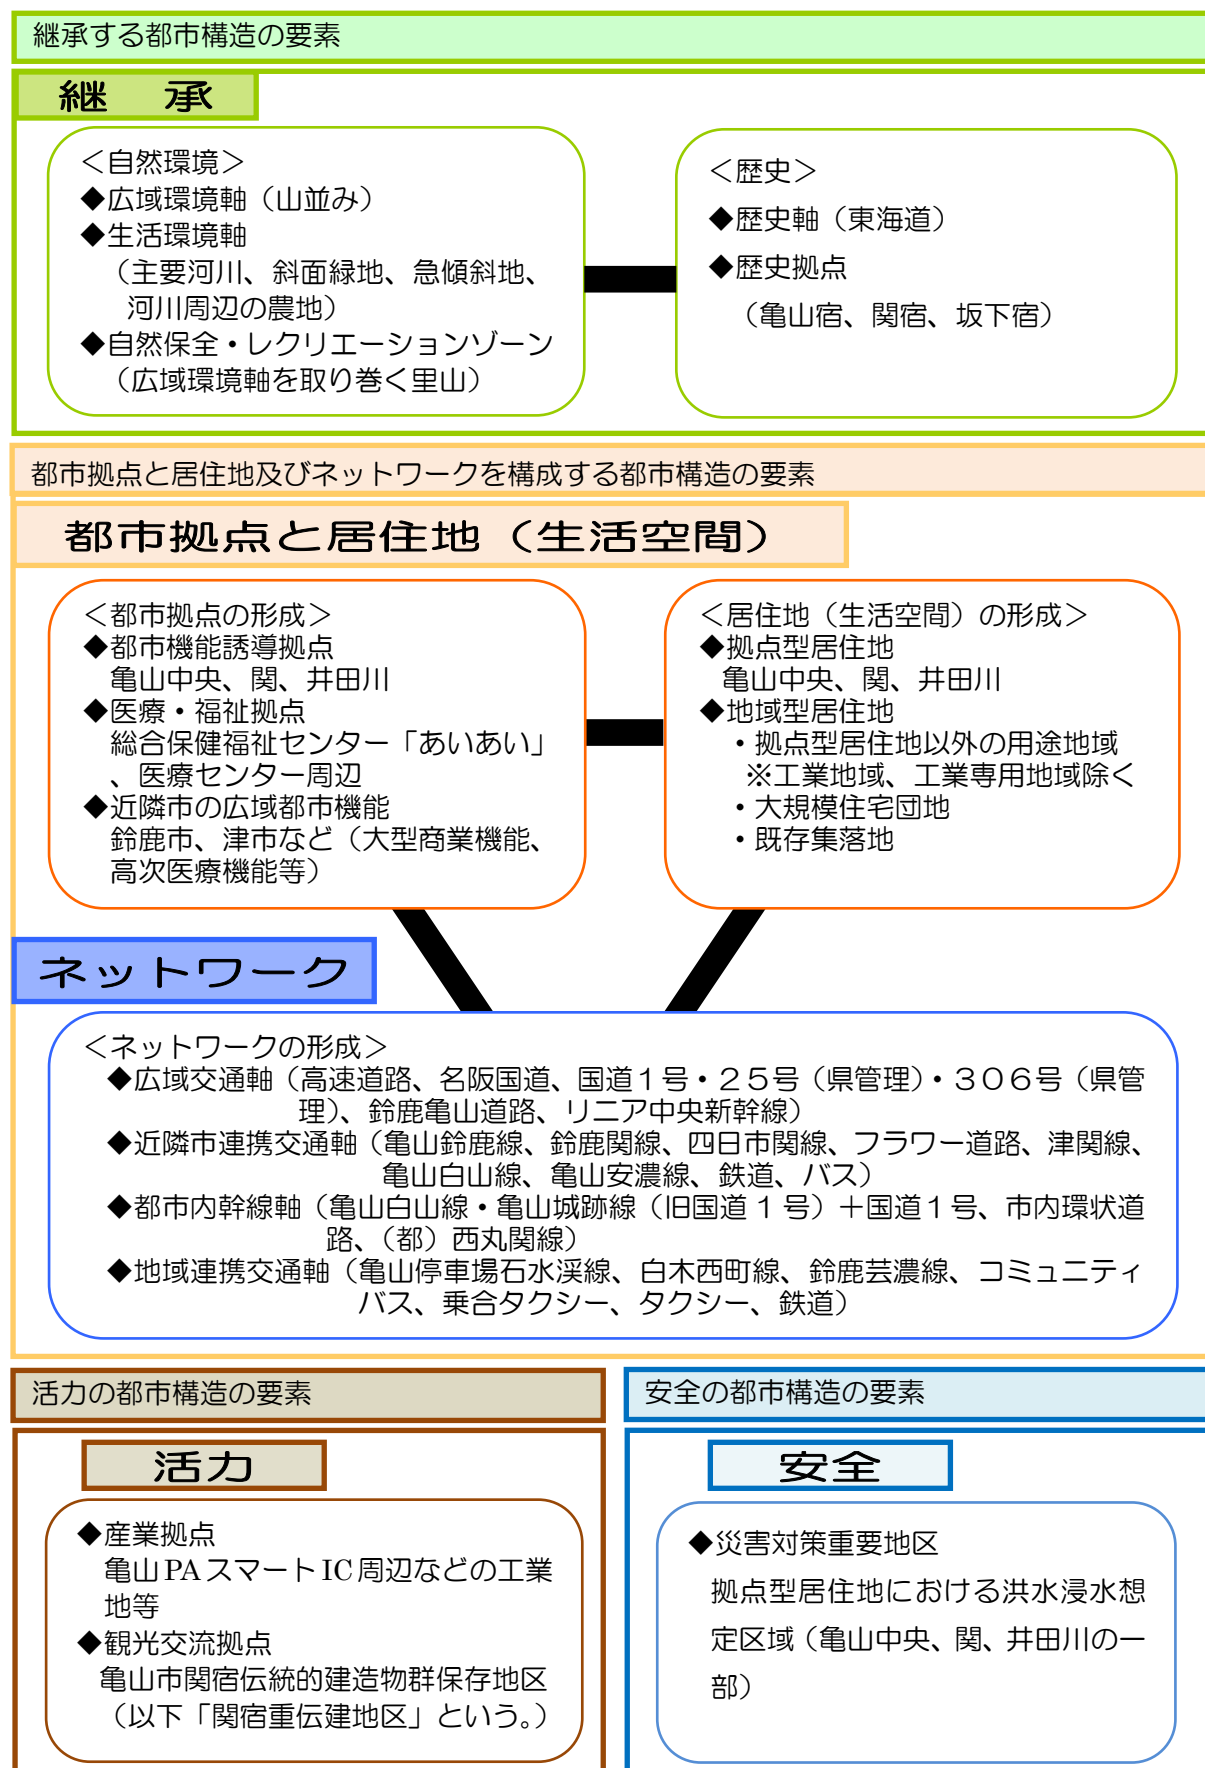 継承する都市構造の要素
継 承
＜自然環境＞
◆広域環境軸（山並み）
◆生活環境軸
（主要河川、斜面緑地、急傾斜地、
河川周辺の農地）
◆自然保全・レクリエーションゾーン
（広域環境軸を取り巻く里山）
＜歴史＞
◆歴史軸（東海道）
◆歴史拠点
（亀山宿、関宿、坂下宿）
都市拠点と居住地及びネットワークを構成する都市構造の要素
都市拠点と居住地（生活空間）
＜都市拠点の形成＞
◆都市機能誘導拠点
亀山中央、関、井田川
◆医療・福祉拠点
総合保健福祉センター「あいあい」
、医療センター周辺
◆近隣市の広域都市機能
鈴鹿市、津市など（大型商業機能、
高次医療機能等）
＜居住地（生活空間）の形成＞
◆拠点型居住地
亀山中央、関、井田川
◆地域型居住地
・拠点型居住地以外の用途地域
※工業地域、工業専用地域除く
・大規模住宅団地
・既存集落地
ネットワーク
＜ネットワークの形成＞
◆広域交通軸（高速道路、名阪国道、国道１号・２５号（県管理）・３０６号（県管
理）、鈴鹿亀山道路、リニア中央新幹線）
◆近隣市連携交通軸（亀山鈴鹿線、鈴鹿関線、四日市関線、フラワー道路、津関線、
亀山白山線、亀山安濃線、鉄道、バス）
◆都市内幹線軸（亀山白山線・亀山城跡線（旧国道１号）＋国道１号、市内環状道
路、（都）西丸関線）
◆地域連携交通軸（亀山停車場石水渓線、白木西町線、鈴鹿芸濃線、コミュニティ
バス、乗合タクシー、タクシー、鉄道）
活力の都市構造の要素
活力
◆産業拠点
亀山PAスマートIC周辺などの工業
地等
◆観光交流拠点
亀山市関宿伝統的建造物群保存地区
（以下「関宿重伝建地区」という。）
安全の都市構造の要素
安全
◆災害対策重要地区
拠点型居住地における洪水浸水想
定区域（亀山中央、関、井田川の一
部）